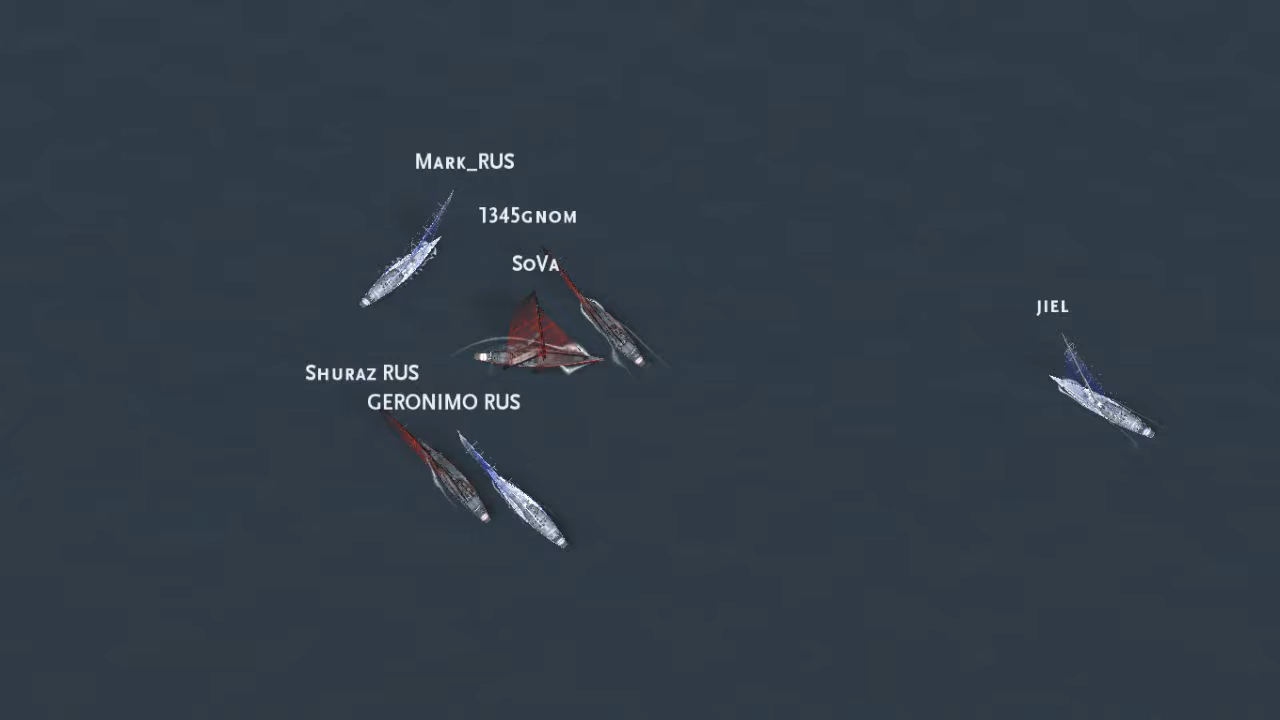 Mark_RUS
1345gnom
SoVa
jiel
Shuraz RUS
GERONIMO RUS